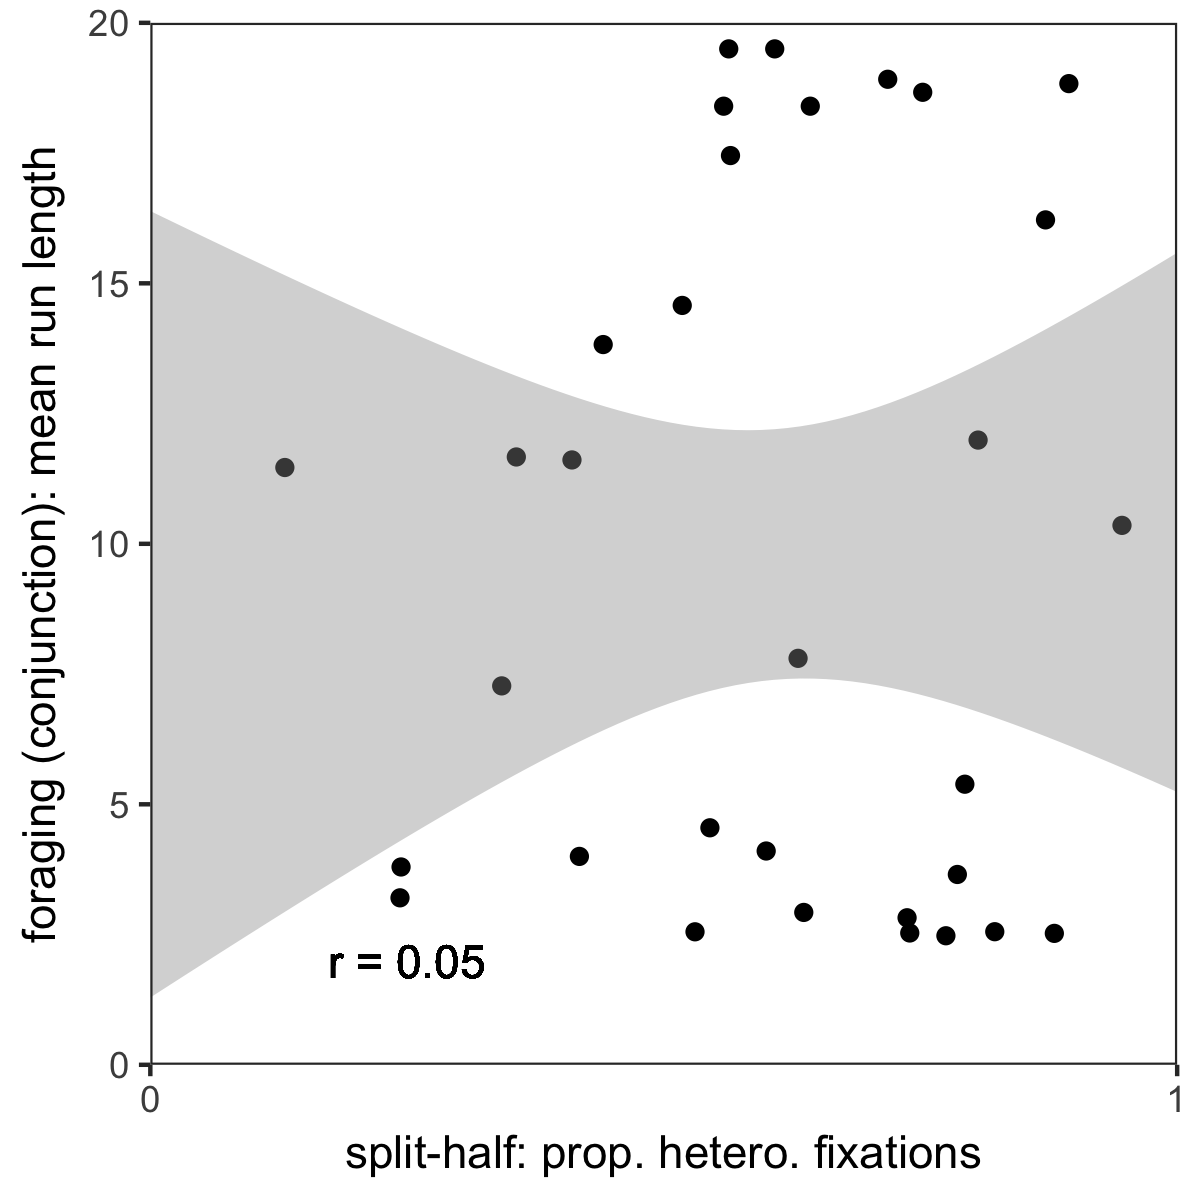 foraging (conjunction): mean run length
20
15
10
5
0
r = 0.05
0 1
split-half: prop. hetero. fixations